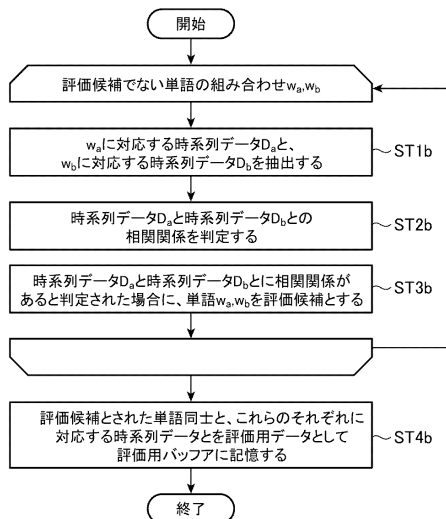 開始
評価候補でない単語の組み合わせwa,wb
waに対応する時系列データDaと、
wbに対応する時系列データDbを抽出する
ST1b
時系列データDaと時系列データDbとの
相関関係を判定する
ST2b
時系列データDaと時系列データDbとに相関関係が
あると判定された場合に、単語wa,wbを評価候補とする
ST3b
評価候補とされた単語同士と、これらのそれぞれに
対応する時系列データとを評価用データとして
評価用バッファに記憶する
ST4b
終了